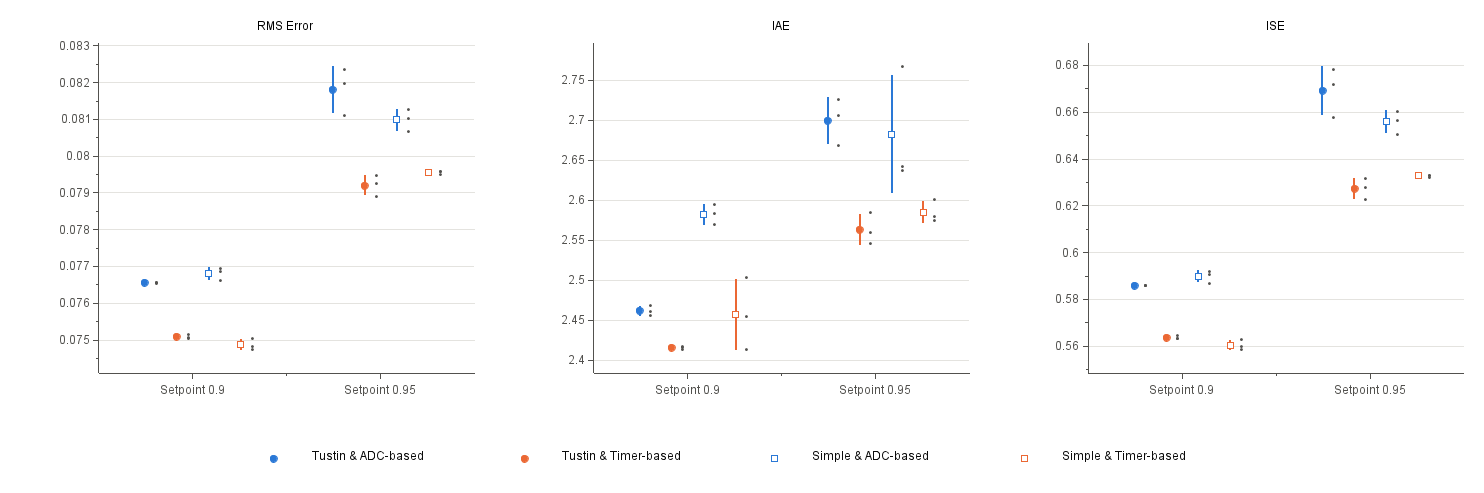 RMS Error
0.083
0.082
0.081
0.08
0.079
0.078
0.077
0.076
0.075
Setpoint 0.9
Setpoint 0.95
IAE
2.75
2.7
2.65
2.6
2.55
2.5
2.45
2.4
Setpoint 0.9
Setpoint 0.95
ISE
0.68
0.66
0.64
0.62
0.6
0.58
0.56
Setpoint 0.9
Setpoint 0.95
Tustin & ADC-based
Tustin & Timer-based
Simple & ADC-based
Simple & Timer-based